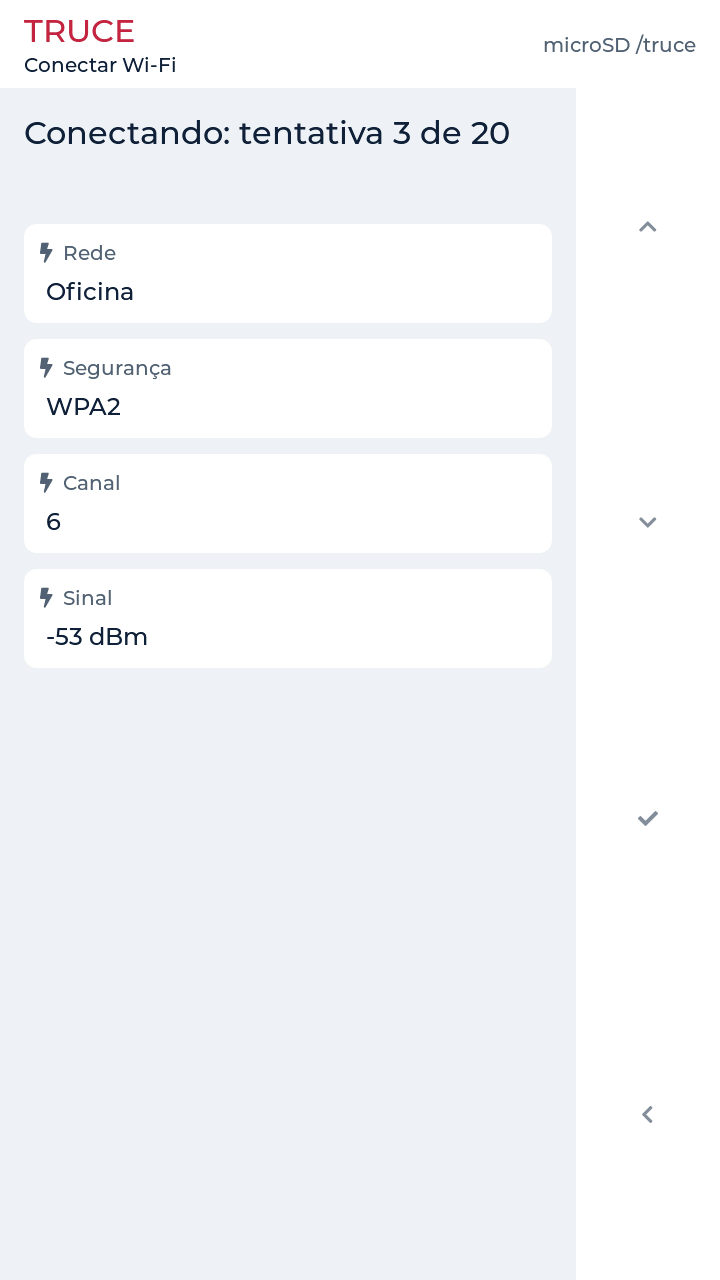 TRUCE
Conectar Wi-Fi
microSD /truce
Conectando: tentativa 3 de 20
Rede
Oficina
Segurança
WPA2
Canal
6
Sinal
-53 dBm